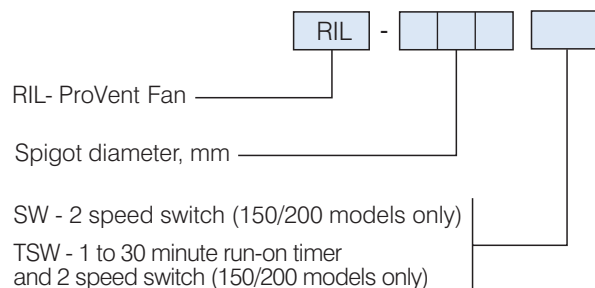 RIL -
RIL- ProVent Fan
Spigot diameter, mm
SW - 2 speed switch (150/200 models only)
TSW - 1 to 30 minute run-on timer
and 2 speed switch (150/200 models only)